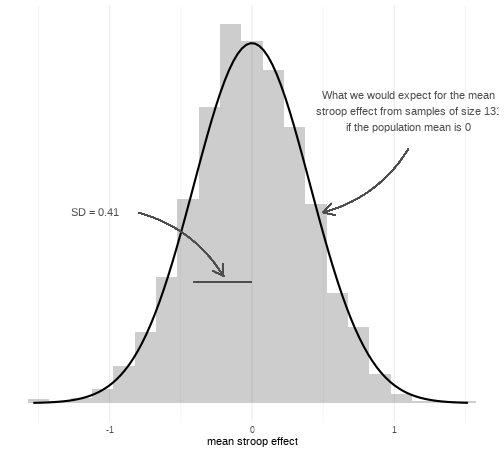 What we would expect for the mean
stroop effect from samples of size 131
if the population mean is 0
SD = 0.41
-1 0 1
mean stroop effect